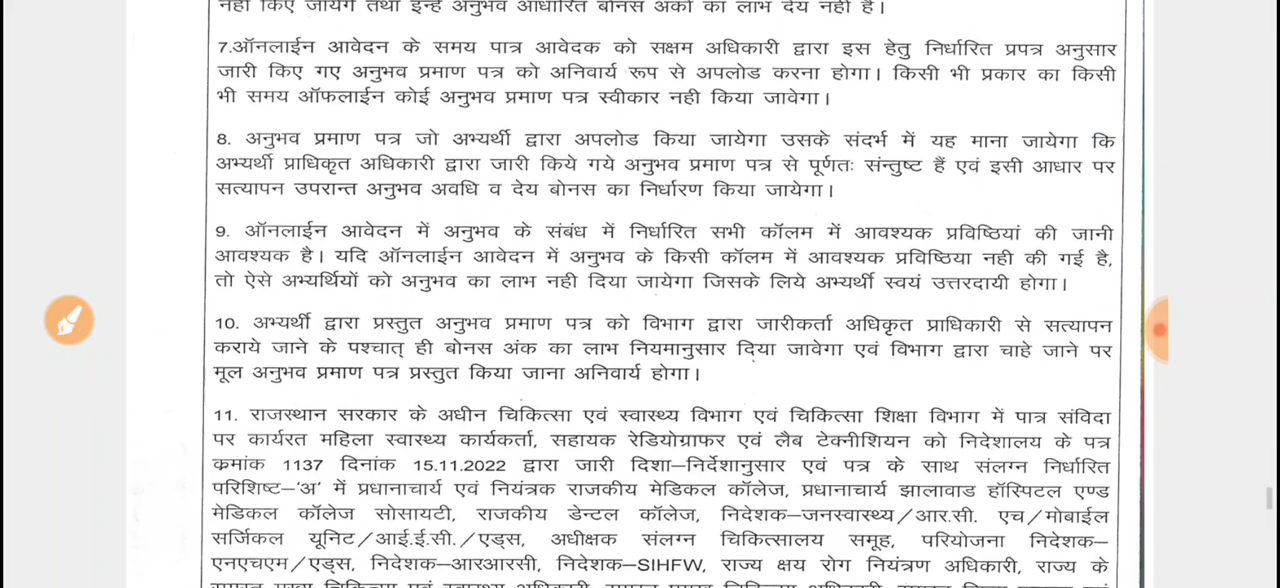 नही किए जायेंगे तथा इन्हें अनुभव आधारित बोनस अंकों का लाभ देय नही है।
7.ऑनलाईन आवेदन के समय पात्र आवेदक को सक्षम अधिकारी द्वारा इस हेतु निर्धारित प्रपत्र अनुसार
जारी किए गए अनुभव प्रमाण पत्र को अनिवार्य रूप से अपलोड करना होगा। किसी भी प्रकार का किसी
भी समय ऑफलाईन कोई अनुभव प्रमाण पत्र स्वीकार नही किया जावेगा।
8. अनुभव प्रमाण पत्र जो अभ्यर्थी द्वारा अपलोड किया जायेगा उसके संदर्भ में यह माना जायेगा कि
अभ्यर्थी प्राधिकृत अधिकारी द्वारा जारी किये गये अनुभव प्रमाण पत्र से पूर्णतः संन्तुष्ट हैं एवं इसी आधार पर
सत्यापन उपरान्त अनुभव अवधि व देय बोनस का निर्धारण किया जायेगा।
9. ऑनलाईन आवेदन में अनुभव के संबंध में निर्धारित सभी कॉलम में आवश्यक प्रविष्ठियां की जानी
आवश्यक है। यदि ऑनलाईन आवेदन में अनुभव के किसी कॉलम में आवश्यक प्रविष्ठिया नही की गई है,
तो ऐसे अभ्यर्थियों को अनुभव का लाभ नही दिया जायेगा जिसके लिये अभ्यर्थी स्वयं उत्तरदायी होगा।
10. अभ्यर्थी द्वारा प्रस्तुत अनुभव प्रमाण पत्र को विभाग द्वारा जारीकर्ता अधिकृत प्राधिकारी से सत्यापन
कराये जाने के पश्चात् ही बोनस अंक का लाभ नियमानुसार दिया जावेगा एवं विभाग द्वारा चाहे जाने पर
मूल अनुभव प्रमाण पत्र प्रस्तुत किया जाना अनिवार्य होगा।
11. राजस्थान सरकार के अधीन चिकित्सा एवं स्वास्थ्य विभाग एवं चिकित्सा शिक्षा विभाग में पात्र संविदा
पर कार्यरत महिला स्वास्थ्य कार्यकर्ता, सहायक रेडियोग्राफर एवं लैब टेक्नीशियन को निदेशालय के पत्र
क्रमांक 1137 दिनांक 15.11.2022 द्वारा जारी दिशा–निर्देशानुसार एवं पत्र के साथ संलग्न निर्धारित
परिशिष्ट–'अ' में प्रधानाचार्य एवं नियंत्रक राजकीय मेडिकल कॉलेज, प्रधानाचार्य झालावाड हॉस्पिटल एण्ड
मेडिकल कॉलेज सोसायटी, राजकीय डेन्टल कॉलेज, निदेशक–जनस्वास्थ्य/आर.सी. एच/मोबाईल
सर्जिकल यूनिट/आई.ई.सी./एड्स, अधीक्षक संलग्न चिकित्सालय समूह, परियोजना निदेशक–
एनएचएम/एड्स, निदेशक–आरआरसी, निदेशक–SIHFW, राज्य क्षय रोग नियंत्रण अधिकारी, राज्य के